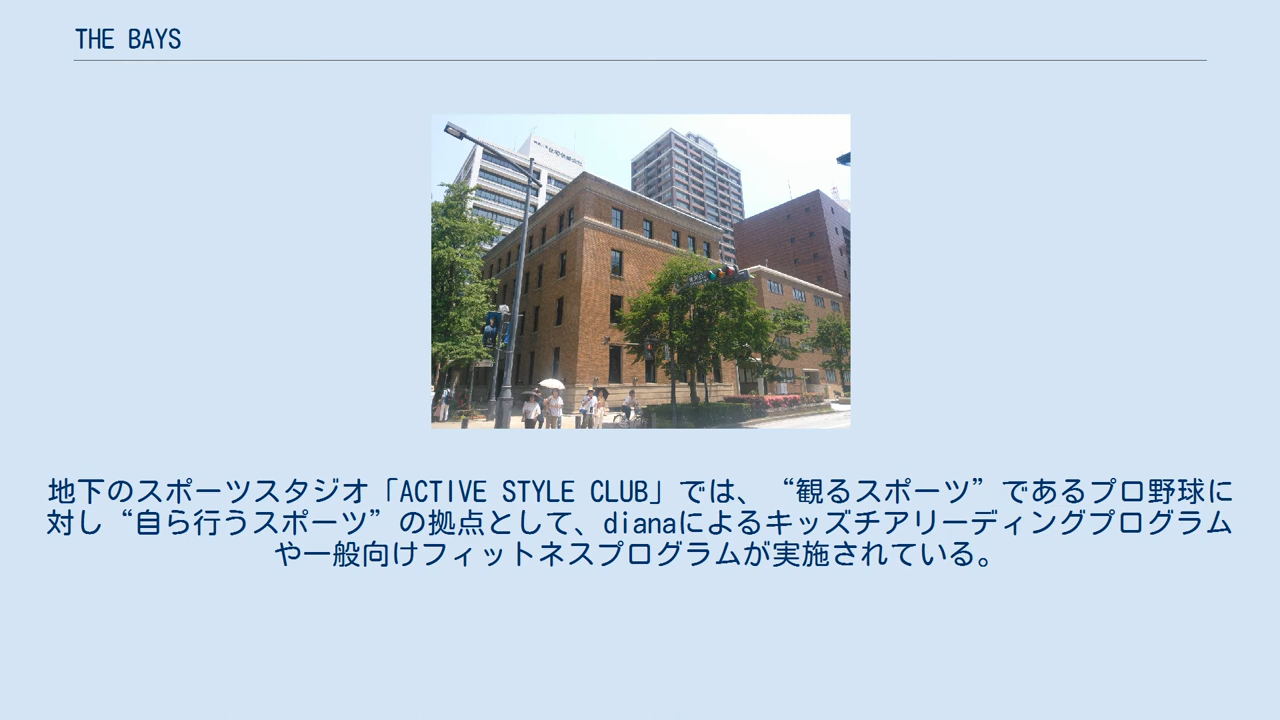 THE BAYS
地下のスポーツスタジオ「ACTIVE STYLE CLUB」では、“観るスポーツ”であるプロ野球に
対し“自ら行うスポーツ”の拠点として、dianaによるキッズチアリーディングプログラム
や一般向けフィットネスプログラムが実施されている。